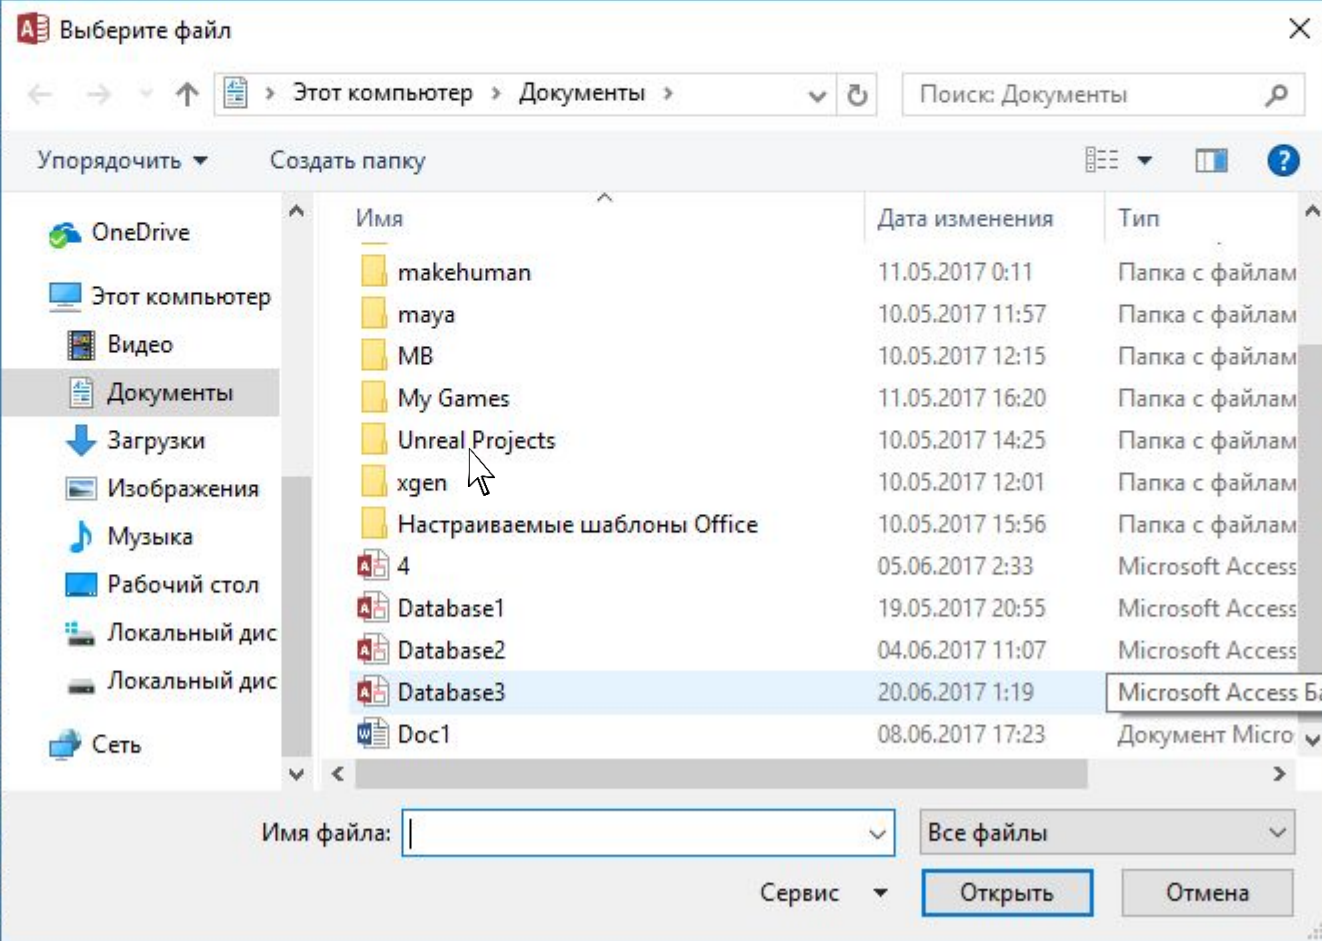 Выберите файл
Этот компьютер > Документы >
Поиск: Документы
Упорядочить
Создать папку
?
OneDrive
Этот компьютер
Видео
Документы
Загрузки
Изображения
Музыка
Рабочий стол
Локальный дис
Локальный дис
Сеть
Имя Дата изменения Тип
makehuman 11.05.2017 0:11 Папка с файлам
maya 10.05.2017 11:57 Папка с файлам
MB 10.05.2017 12:15 Папка с файлам
My Games 11.05.2017 16:20 Папка с файлам
Unreal Projects 10.05.2017 14:25 Папка с файлам
xgen 10.05.2017 12:01 Папка с файлам
Настраиваемые шаблоны Office 10.05.2017 15:56 Папка с файлам
4 05.06.2017 2:33 Microsoft Access
Database1 19.05.2017 20:55 Microsoft Access
Database2 04.06.2017 11:07 Microsoft Access
Database3 20.06.2017 1:19 Microsoft Access Ба
Doc1 08.06.2017 17:23 Документ Micro
Имя файла:
Все файлы
Сервис
Открыть
Отмена